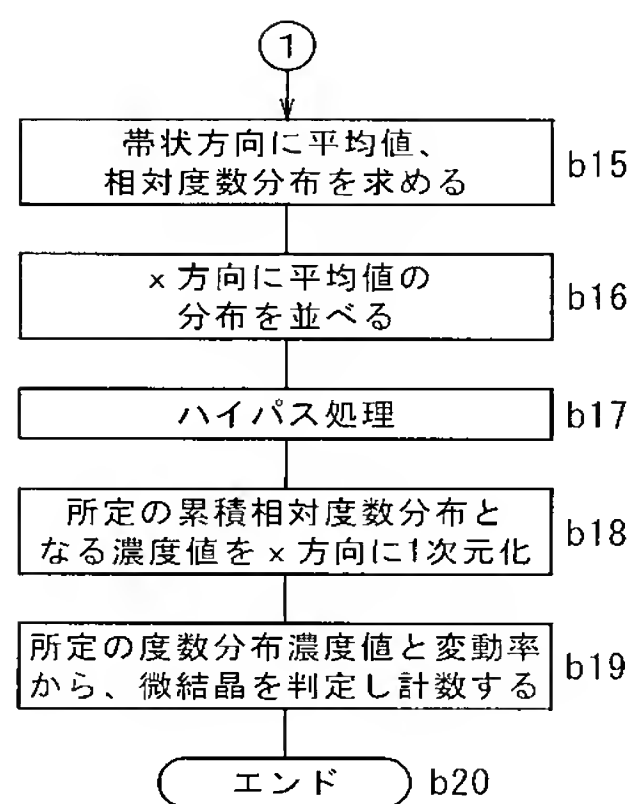 1
帯状方向に平均値、
相対度数分布を求める
b15
x方向に平均値の
分布を並べる
b16
ハイパス処理
b17
所定の累積相対度数分布と
なる濃度値をx方向に1次元化
b18
所定の度数分布濃度値と変動率
から、微結晶を判定し計数する
b19
エンド
b20